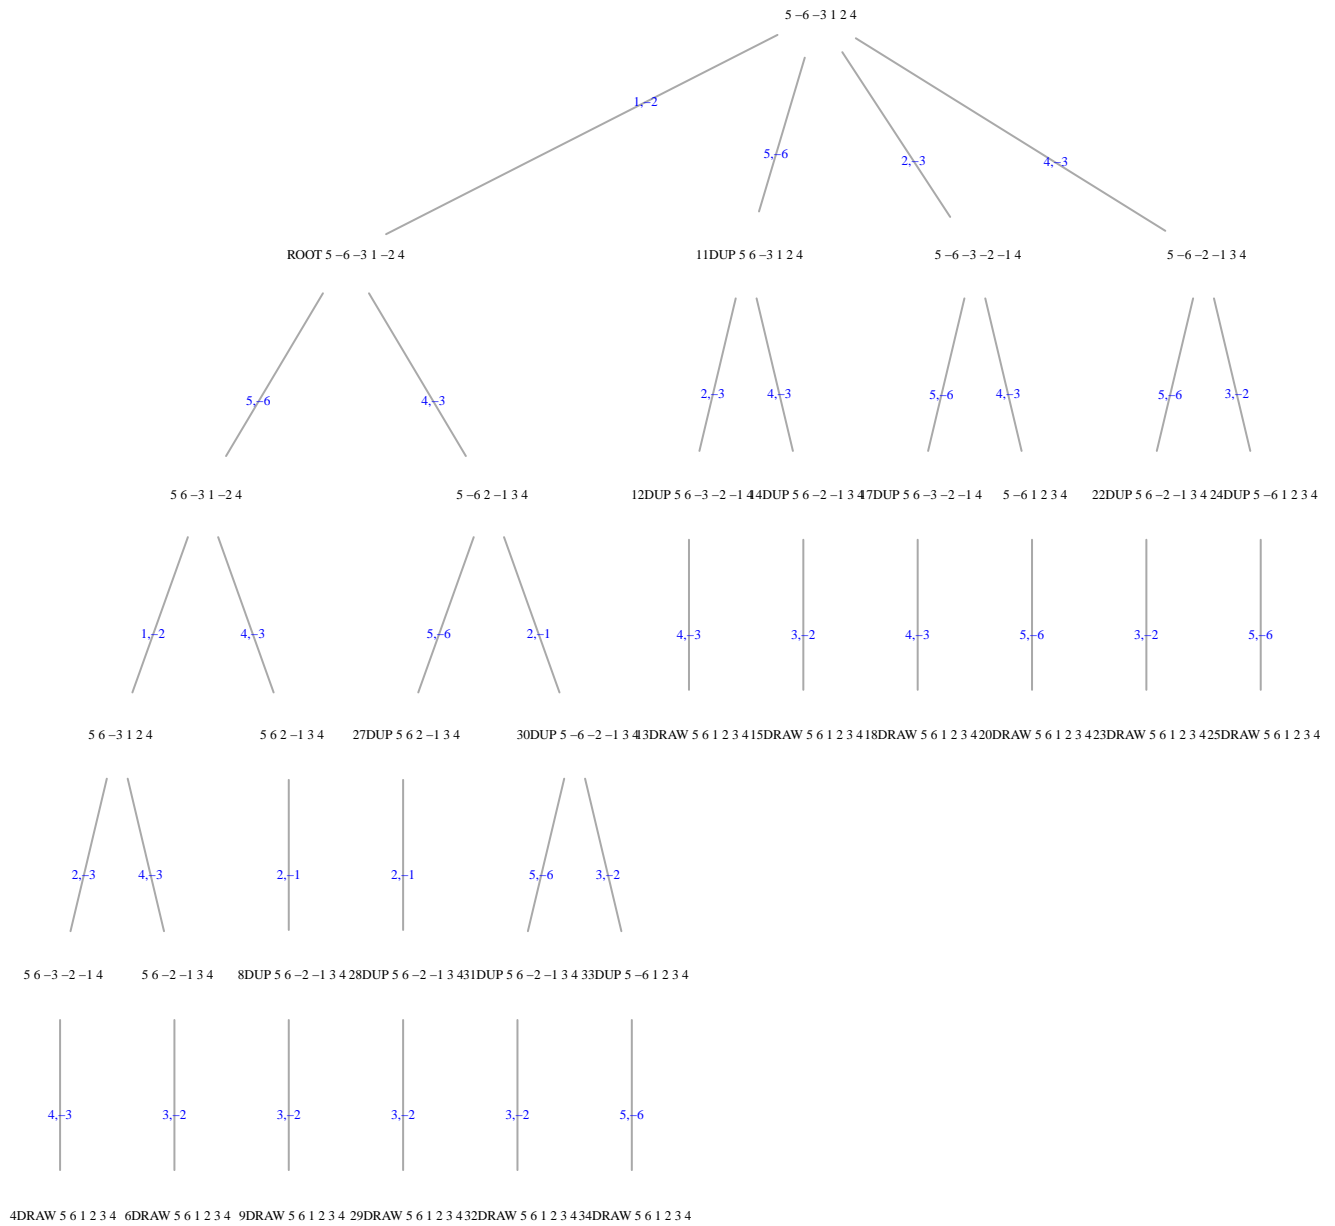 5 −6 −3 1 2 4
1,−2
5,−6
2,−3
4,−3
ROOT 5 −6 −3 1 −2 4
11DUP 5 6 −3 1 2 4
5 −6 −3 −2 −1 4
5 −6 −2 −1 3 4
5,−6
4,−3
2,−3
4,−3
5,−6
4,−3
5,−6
3,−2
5 6 −3 1 −2 4
5 −6 2 −1 3 4
12DUP 5 6 −3 −2 −1 4
14DUP 5 6 −2 −1 3 4
17DUP 5 6 −3 −2 −1 4
5 −6 1 2 3 4
22DUP 5 6 −2 −1 3 4
24DUP 5 −6 1 2 3 4
1,−2
4,−3
5,−6
2,−1
4,−3
3,−2
4,−3
5,−6
3,−2
5,−6
5 6 −3 1 2 4
5 6 2 −1 3 4
27DUP 5 6 2 −1 3 4
30DUP 5 −6 −2 −1 3 4
13DRAW 5 6 1 2 3 4
15DRAW 5 6 1 2 3 4
18DRAW 5 6 1 2 3 4
20DRAW 5 6 1 2 3 4
23DRAW 5 6 1 2 3 4
25DRAW 5 6 1 2 3 4
2,−3
4,−3
2,−1
2,−1
5,−6
3,−2
5 6 −3 −2 −1 4
5 6 −2 −1 3 4
8DUP 5 6 −2 −1 3 4
28DUP 5 6 −2 −1 3 4
31DUP 5 6 −2 −1 3 4
33DUP 5 −6 1 2 3 4
4,−3
3,−2
3,−2
3,−2
3,−2
5,−6
4DRAW 5 6 1 2 3 4
6DRAW 5 6 1 2 3 4
9DRAW 5 6 1 2 3 4
29DRAW 5 6 1 2 3 4
32DRAW 5 6 1 2 3 4
34DRAW 5 6 1 2 3 4